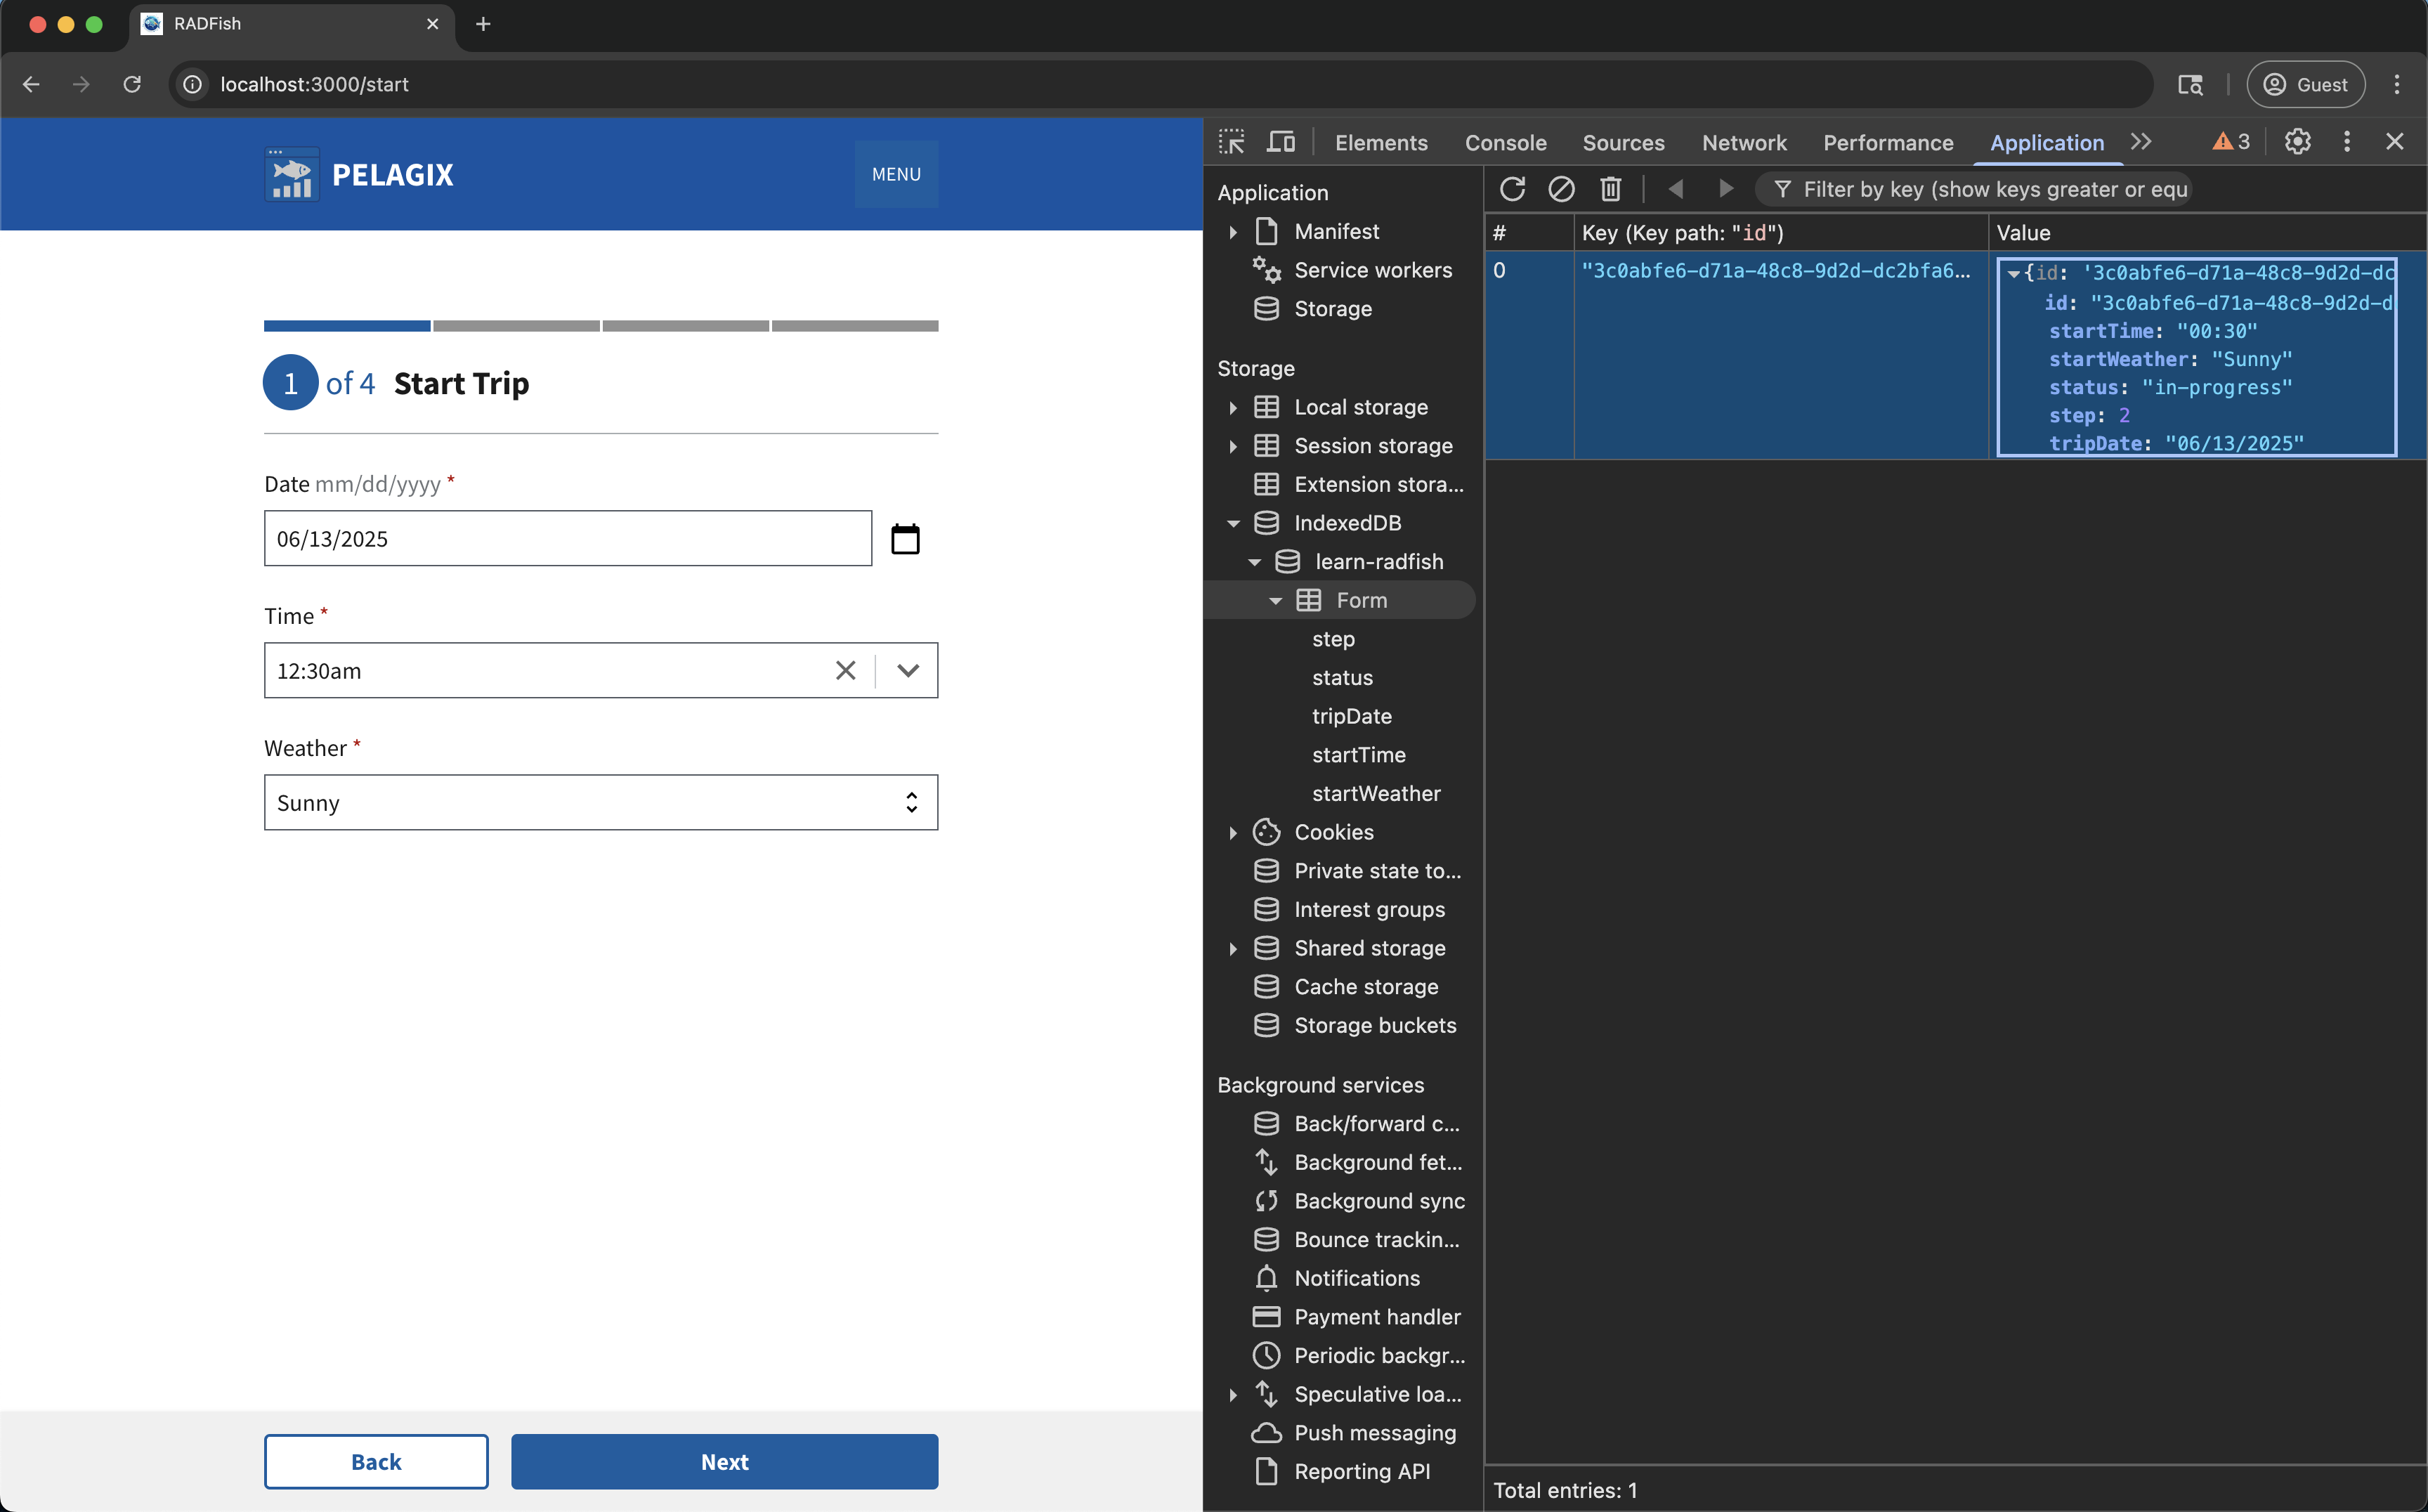 RADFish
localhost:3000/start
Guest
PELAGIX
MENU
1 of 4 Start Trip
Date mm/dd/yyyy *
06/13/2025
Time *
12:30am
Weather *
Sunny
Back
Next
Elements Console Sources Network Performance Application 3
Application
Manifest
Service workers
Storage
Storage
Local storage
Session storage
Extension stora...
IndexedDB
learn-radfish
Form
step
status
tripDate
startTime
startWeather
Cookies
Private state to...
Interest groups
Shared storage
Cache storage
Storage buckets
Background services
Back/forward c...
Background fet...
Background sync
Bounce trackin...
Notifications
Payment handler
Periodic backgr...
Speculative loa...
Push messaging
Reporting API
Filter by key (show keys greater or equ
# Key (Key path: "id") Value
0 "3c0abfe6-d71a-48c8-9d2d-dc2bfa6... {id: '3c0abfe6-d71a-48c8-9d2d-dc
id: "3c0abfe6-d71a-48c8-9d2d-d
startTime: "00:30"
startWeather: "Sunny"
status: "in-progress"
step: 2
tripDate: "06/13/2025"
Total entries: 1